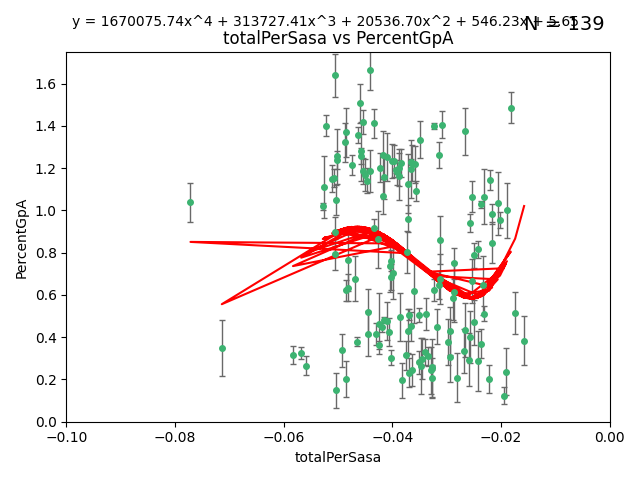 y = 1670075.74x^4 + 313727.41x^3 + 20536.70x^2 + 546.23x + 5.65
N = 139
totalPerSasa vs PercentGpA
PercentGpA
1.6
1.4
1.2
1.0
0.8
0.6
0.4
0.2
0.0
−0.10 −0.08 −0.06 −0.04 −0.02 0.00
totalPerSasa